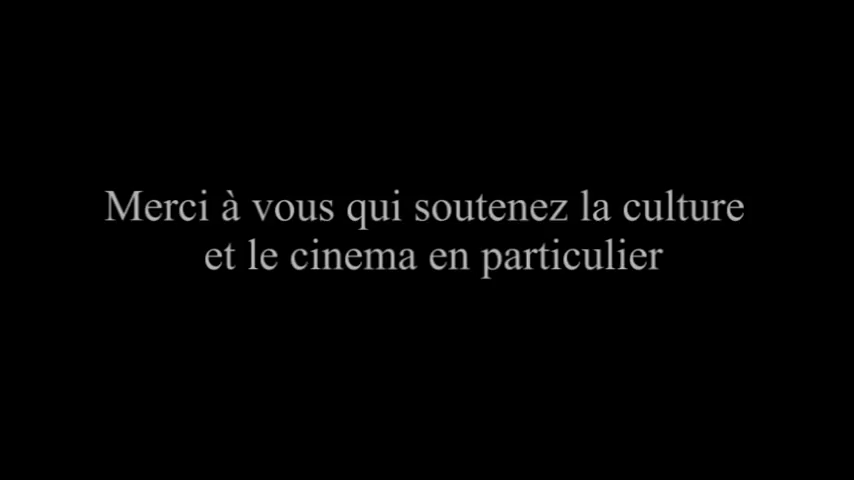 Merci à vous qui soutenez la culture
et le cinema en particulier